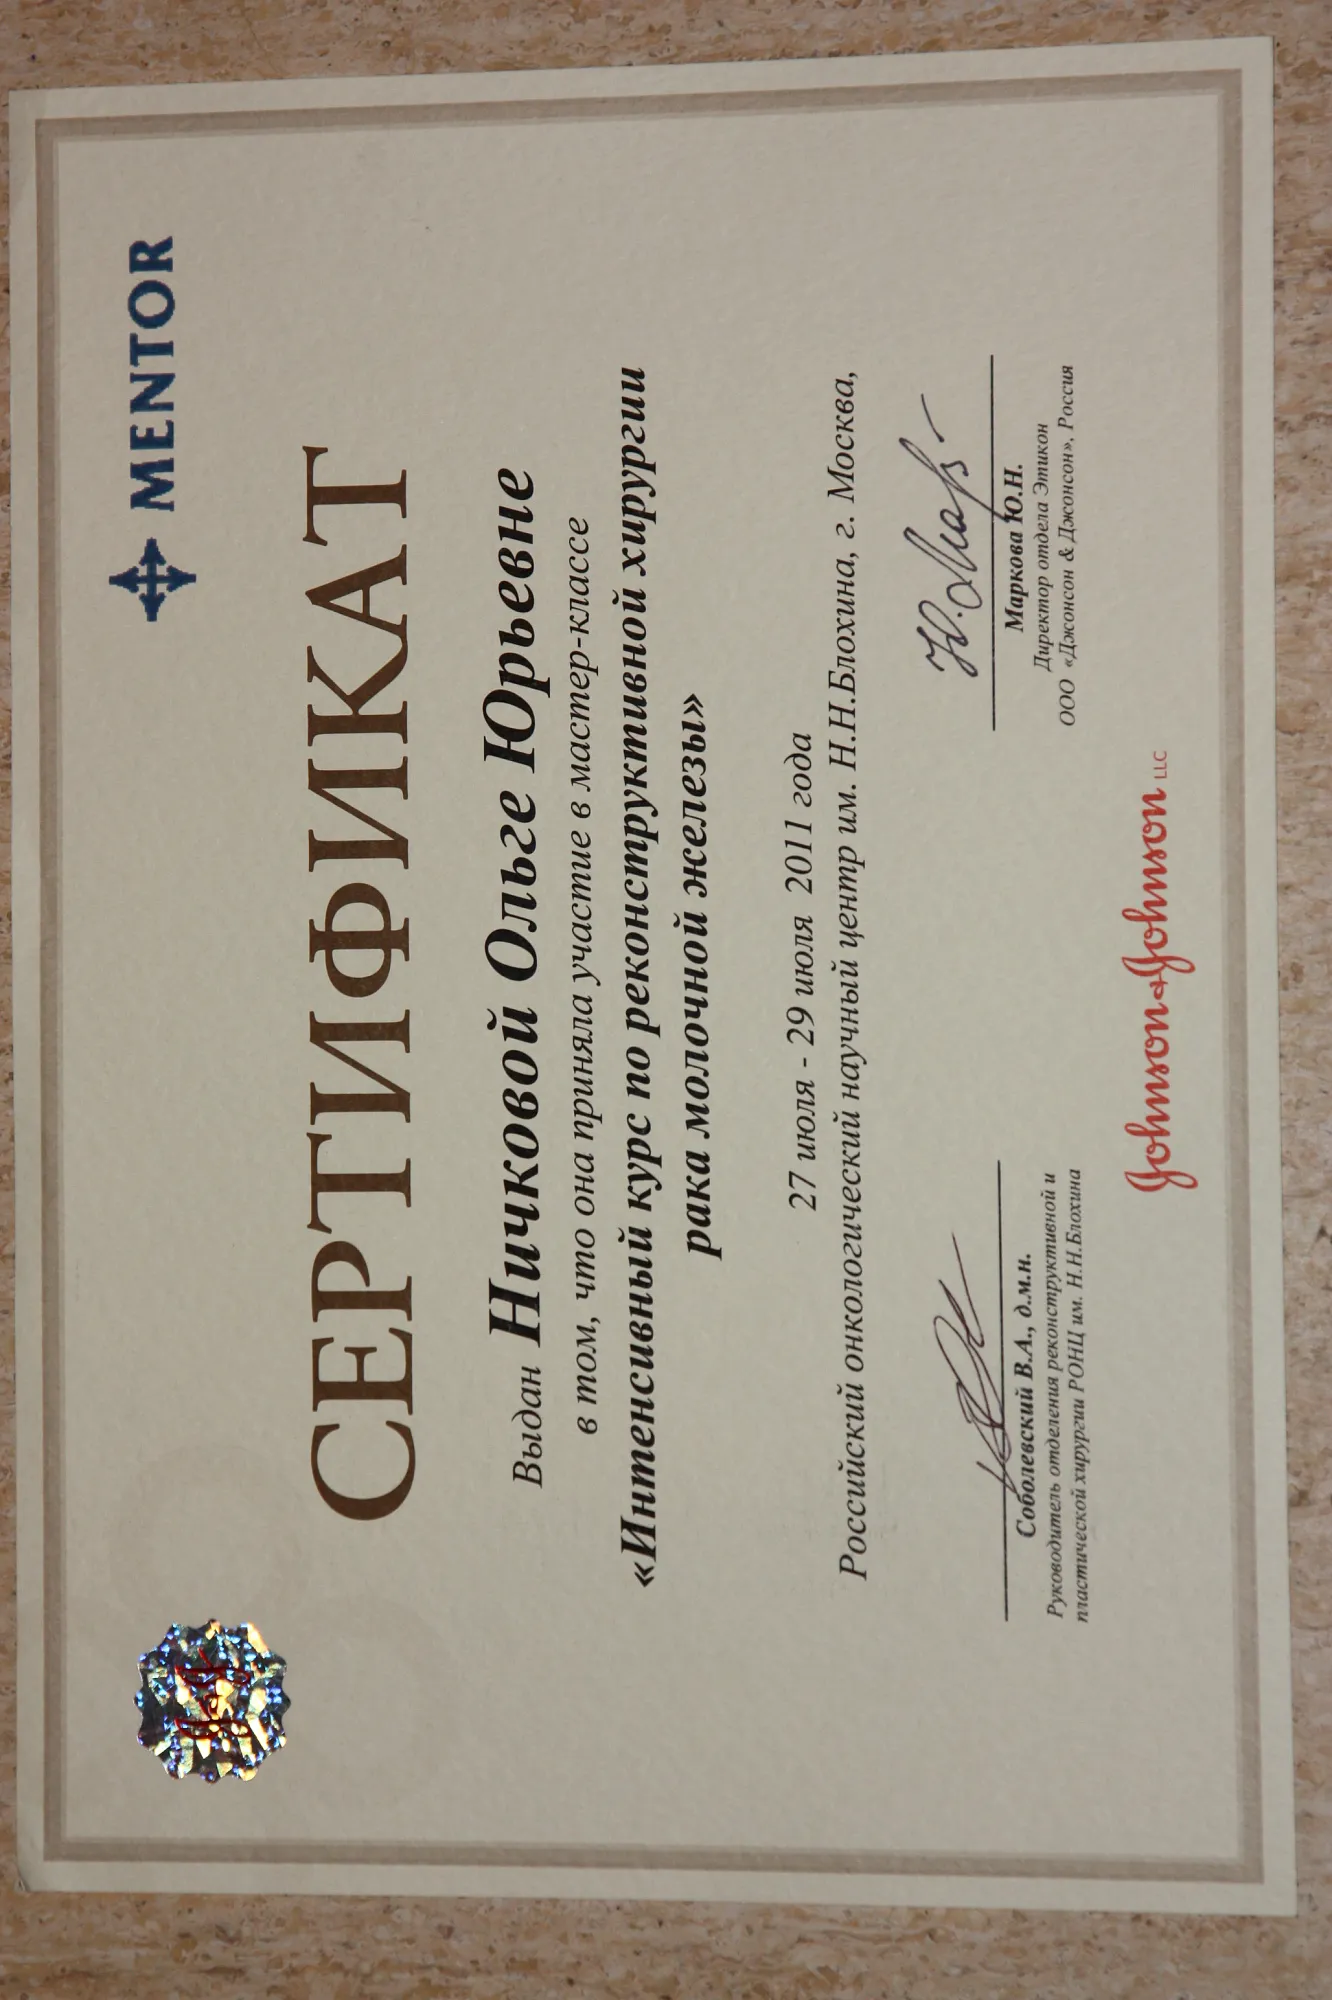 MENTOR
СЕРТИФИКАТ
Выдан Ничковой Ольге Юрьевне
в том, что она приняла участие в мастер-классе
«Интенсивный курс по реконструктивной хирургии
рака молочной железы»
27 июля - 29 июля 2011 года
Российский онкологический научный центр им. Н.Н.Блохина, г. Москва,
Соболевский В.А., д.м.н.
Руководитель отделения реконструктивной и
пластической хирургии РОНЦ им. Н.Н.Блохина
Маркова Ю.Н.
Директор отдела Этикон
ООО «Джонсон & Джонсон», Россия
Johnson & Johnson LLC